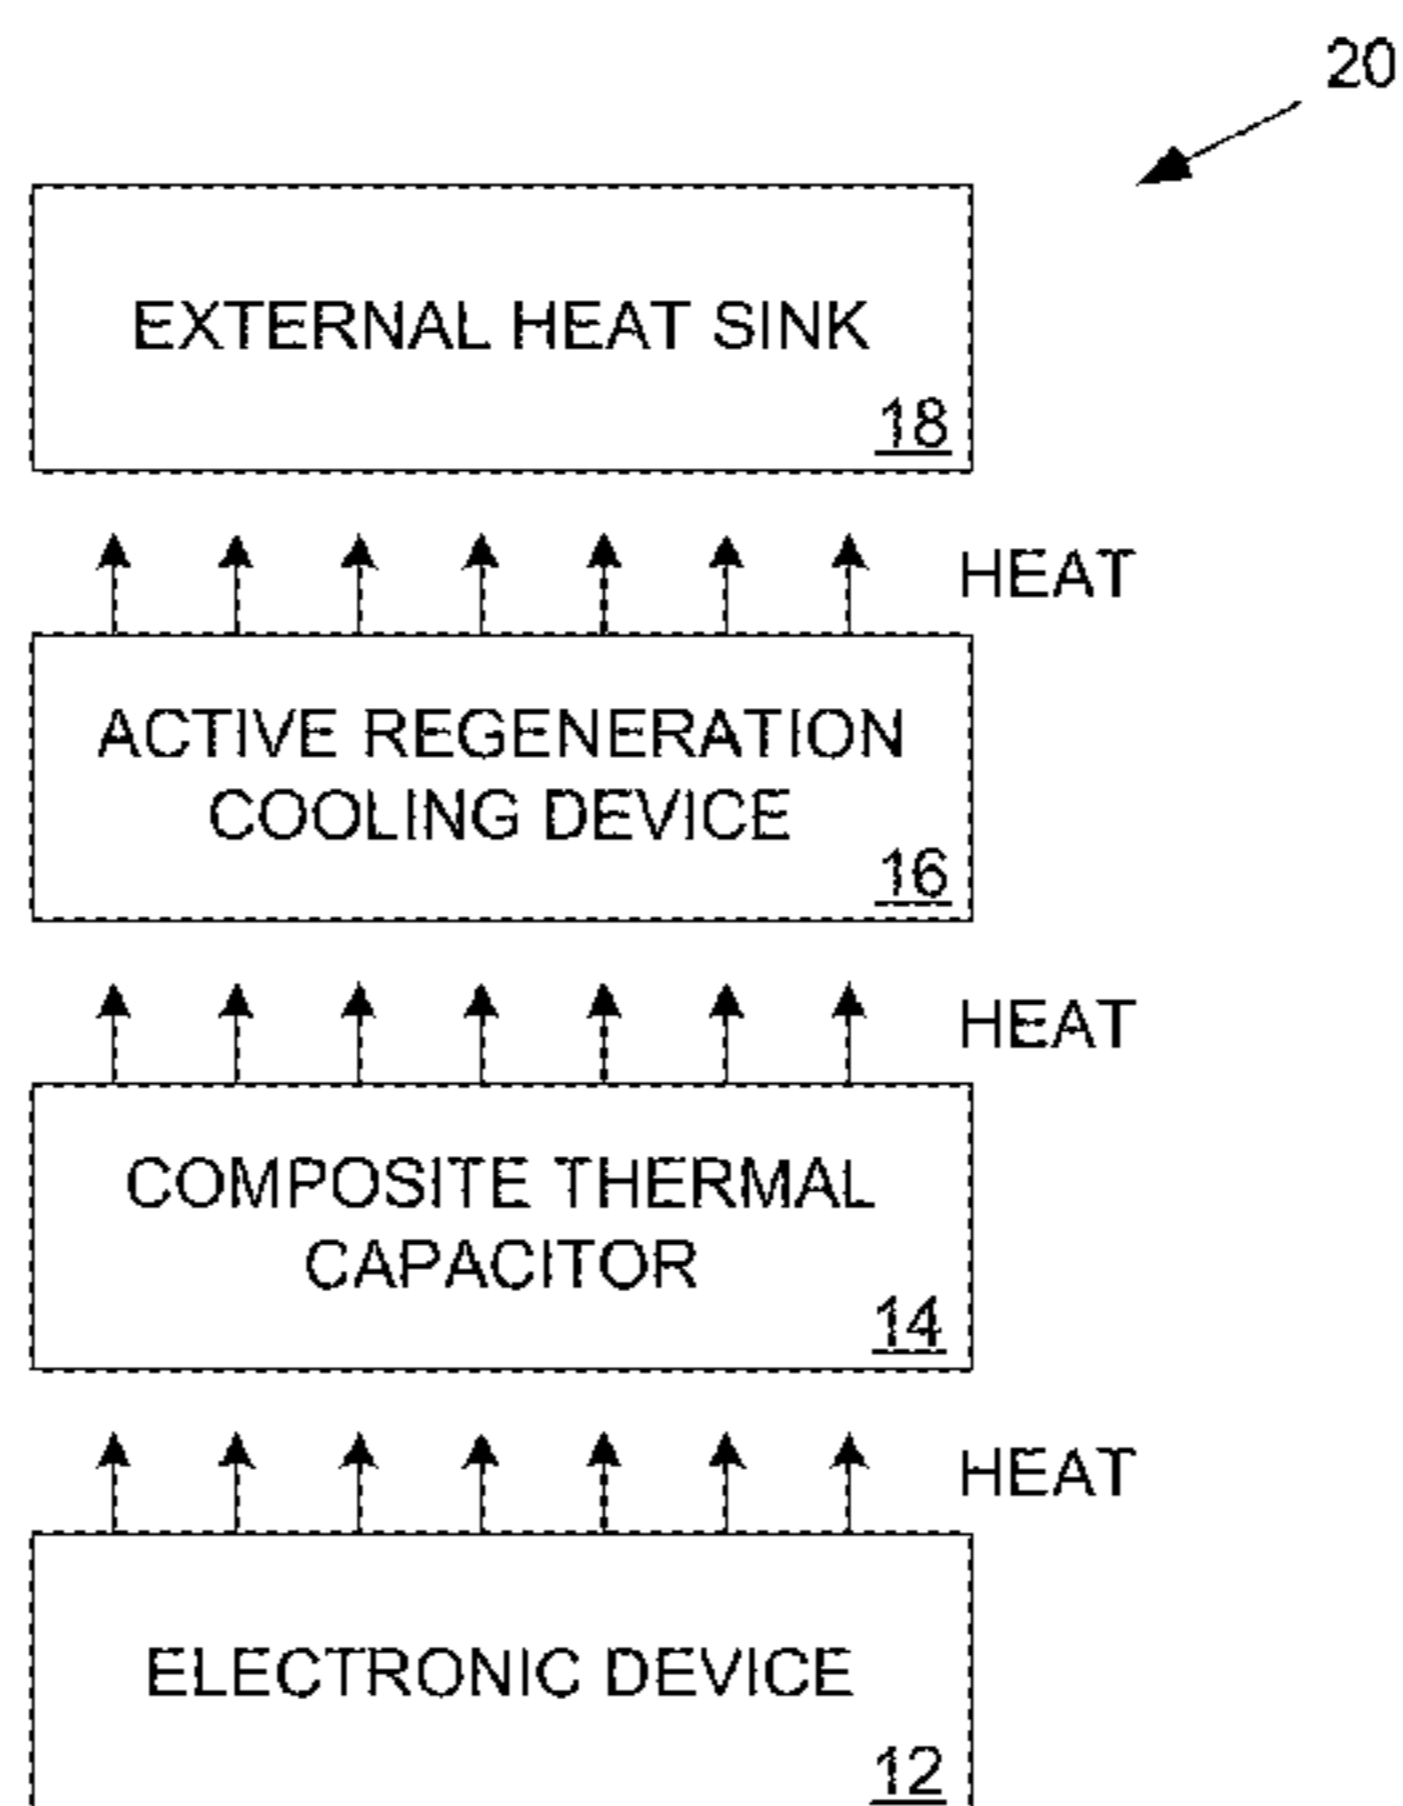 20
EXTERNAL HEAT SINK
18
HEAT
ACTIVE REGENERATION
COOLING DEVICE
16
HEAT
COMPOSITE THERMAL
CAPACITOR
14
HEAT
ELECTRONIC DEVICE
12